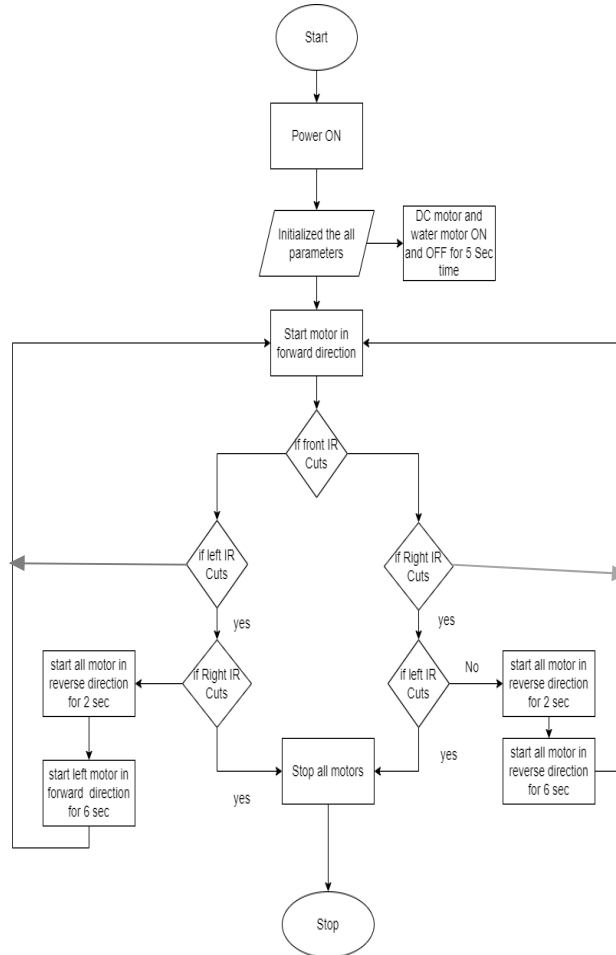 Start
Power ON
Initialized the all
parameters
DC motor and
water motor ON
and OFF for 5 Sec
time
Start motor in
forward direction
if front IR
Cuts
if left IR
Cuts
if Right IR
Cuts
yes
yes
start all motor in
reverse direction
for 2 sec
if Right IR
Cuts
if left IR
Cuts
No
start all motor in
reverse direction
for 2 sec
start left motor in
forward direction
for 6 sec
yes
Stop all motors
yes
start all motor in
reverse direction
for 6 sec
Stop